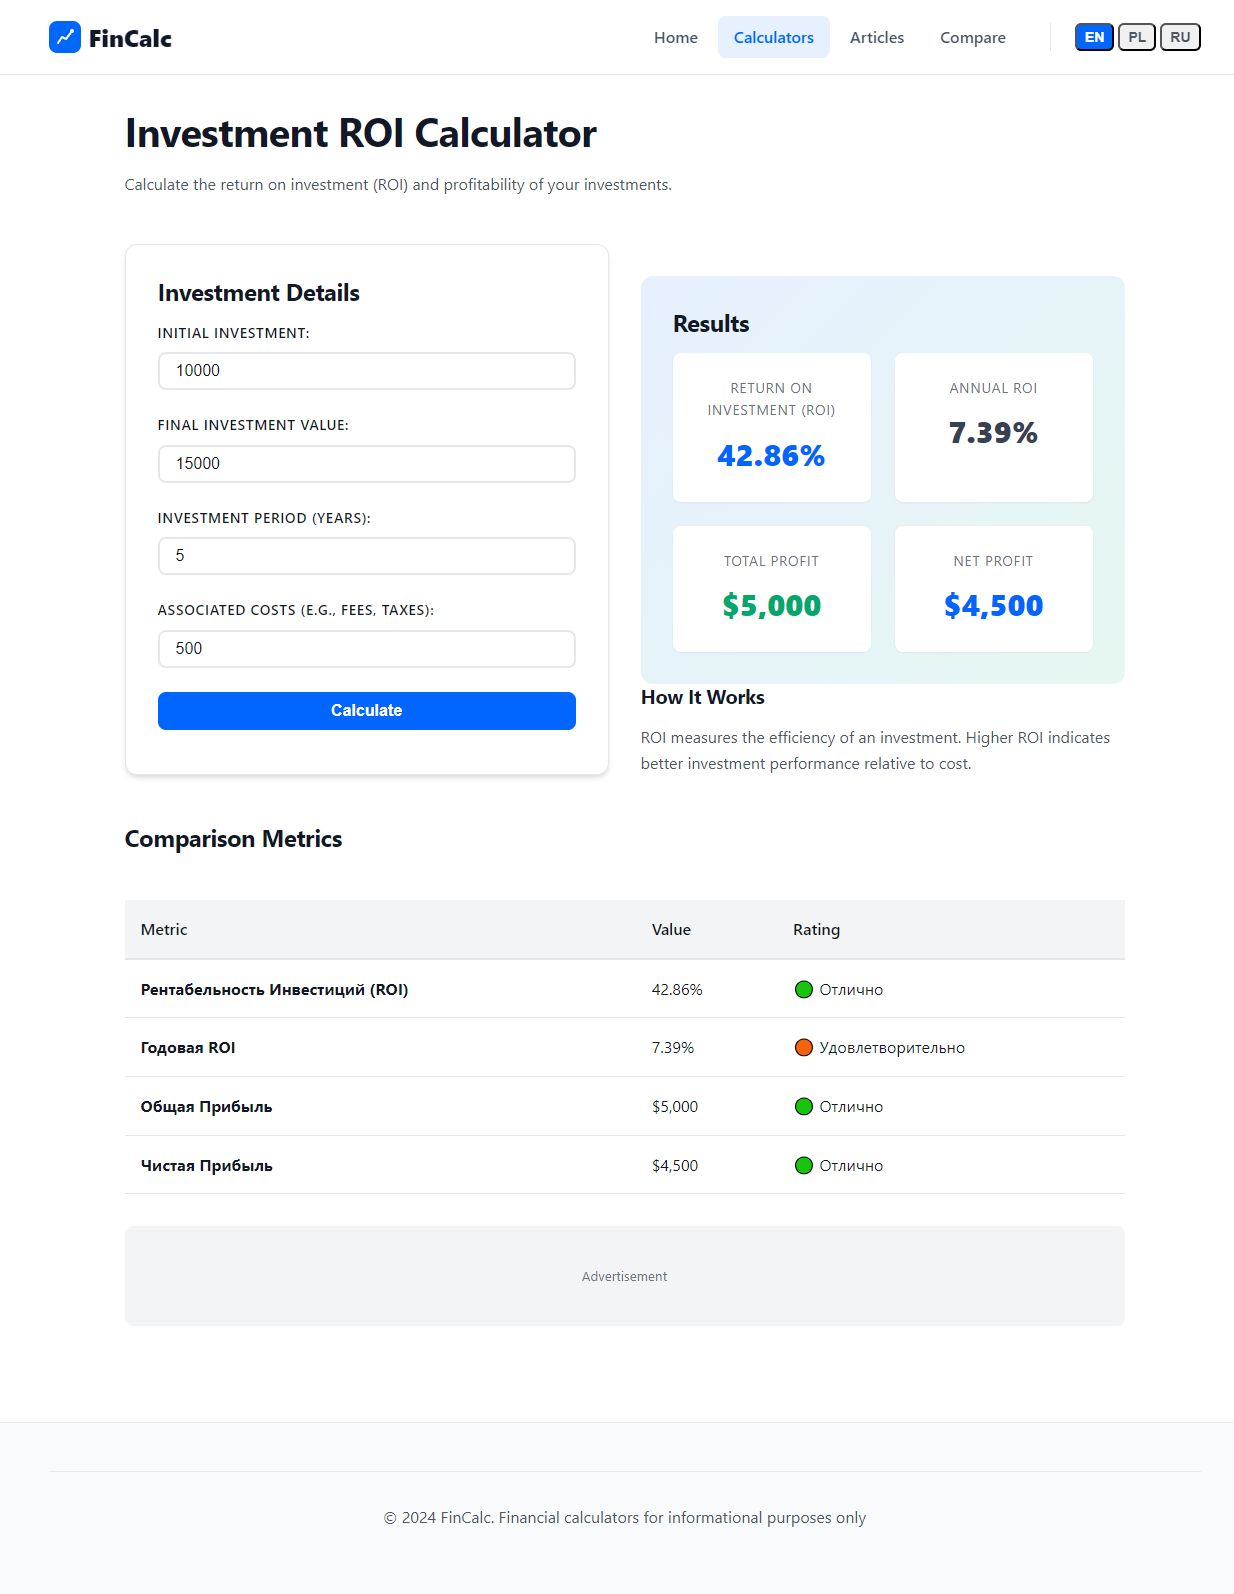 FinCalc
Home
Calculators
Articles
Compare
EN
PL
RU
Investment ROI Calculator
Calculate the return on investment (ROI) and profitability of your investments.
Investment Details
INITIAL INVESTMENT:
10000
FINAL INVESTMENT VALUE:
15000
INVESTMENT PERIOD (YEARS):
5
ASSOCIATED COSTS (E.G., FEES, TAXES):
500
Calculate
Results
RETURN ON
INVESTMENT (ROI)
42.86%
ANNUAL ROI
7.39%
TOTAL PROFIT
$5,000
NET PROFIT
$4,500
How It Works
ROI measures the efficiency of an investment. Higher ROI indicates
better investment performance relative to cost.
Comparison Metrics
Metric Value Rating
Рентабельность Инвестиций (ROI) 42.86% Отлично
Годовая ROI 7.39% Удовлетворительно
Общая Прибыль $5,000 Отлично
Чистая Прибыль $4,500 Отлично
Advertisement
© 2024 FinCalc. Financial calculators for informational purposes only